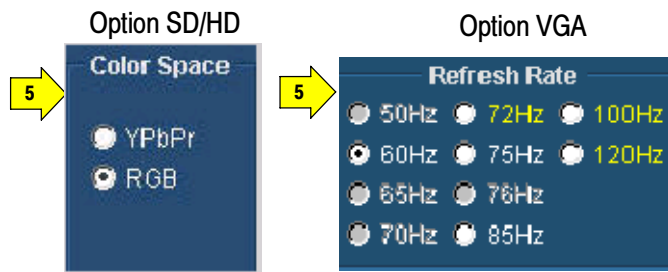 Option SD/HD
Color Space
5
YPbPr
RGB
Option VGA
5
Refresh Rate
50Hz 72Hz 100Hz
60Hz 75Hz 120Hz
65Hz 76Hz
70Hz 85Hz